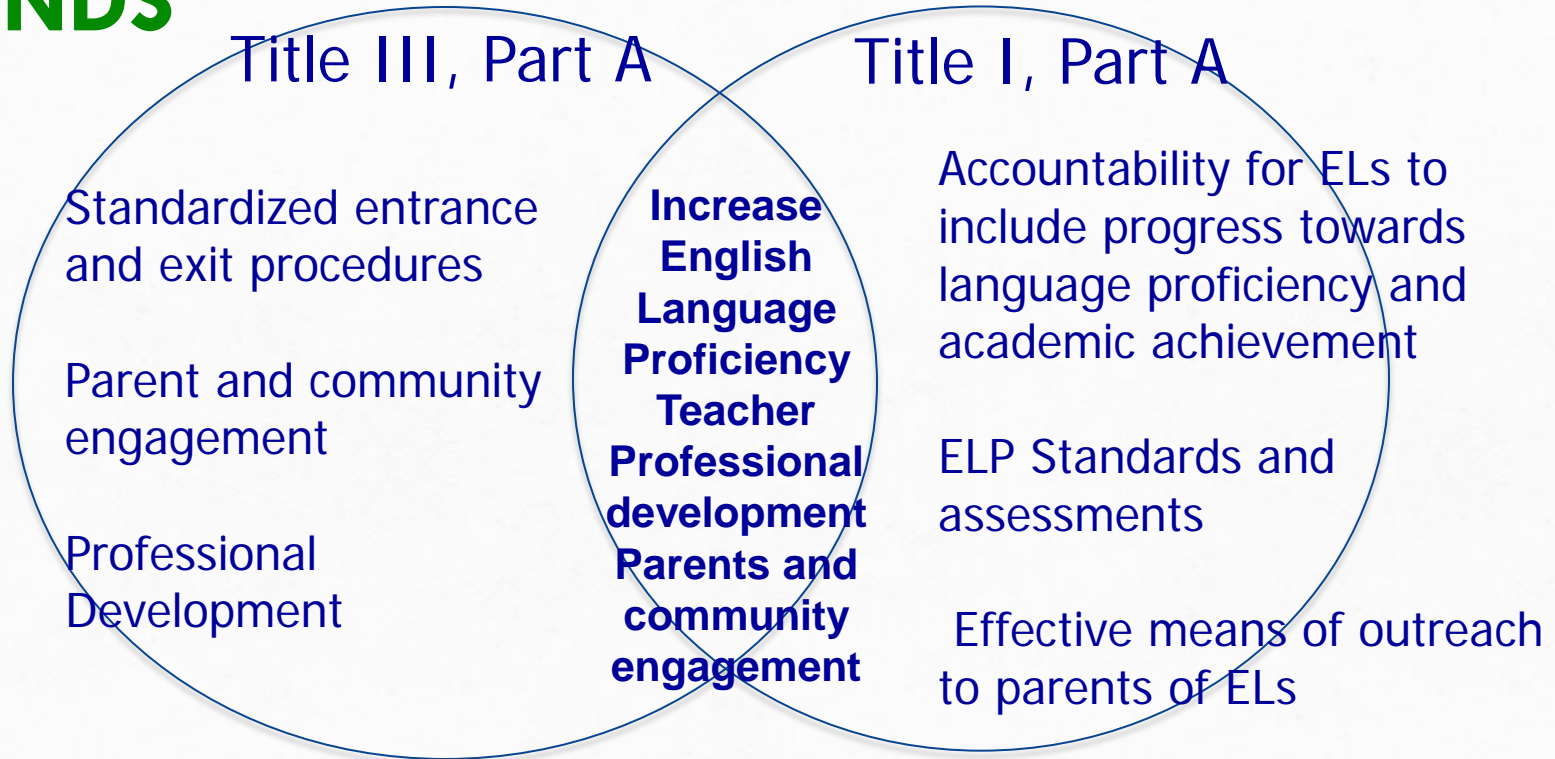 NDS
Title III, Part A
Standardized entrance
and exit procedures
Parent and community
engagement
Professional
Development
Increase
English
Language
Proficiency
Teacher
Professional
development
Parents and
community
engagement
Title I, Part A
Accountability for ELs to
include progress towards
language proficiency and
academic achievement
ELP Standards and
assessments
Effective means of outreach
to parents of ELs